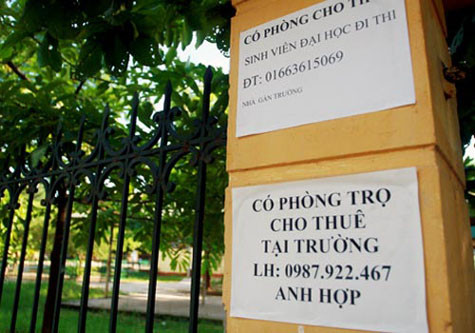 CÓ PHÒNG CHO
SINH VIÊN ĐẠI HỌC ĐI THI
ĐT: 01663615069
NHÀ GẦN TRƯỜNG
CÓ PHÒNG TRỌ
CHO THUÊ
TẠI TRƯỜNG
LH: 0987.922.467
ANH HỢP